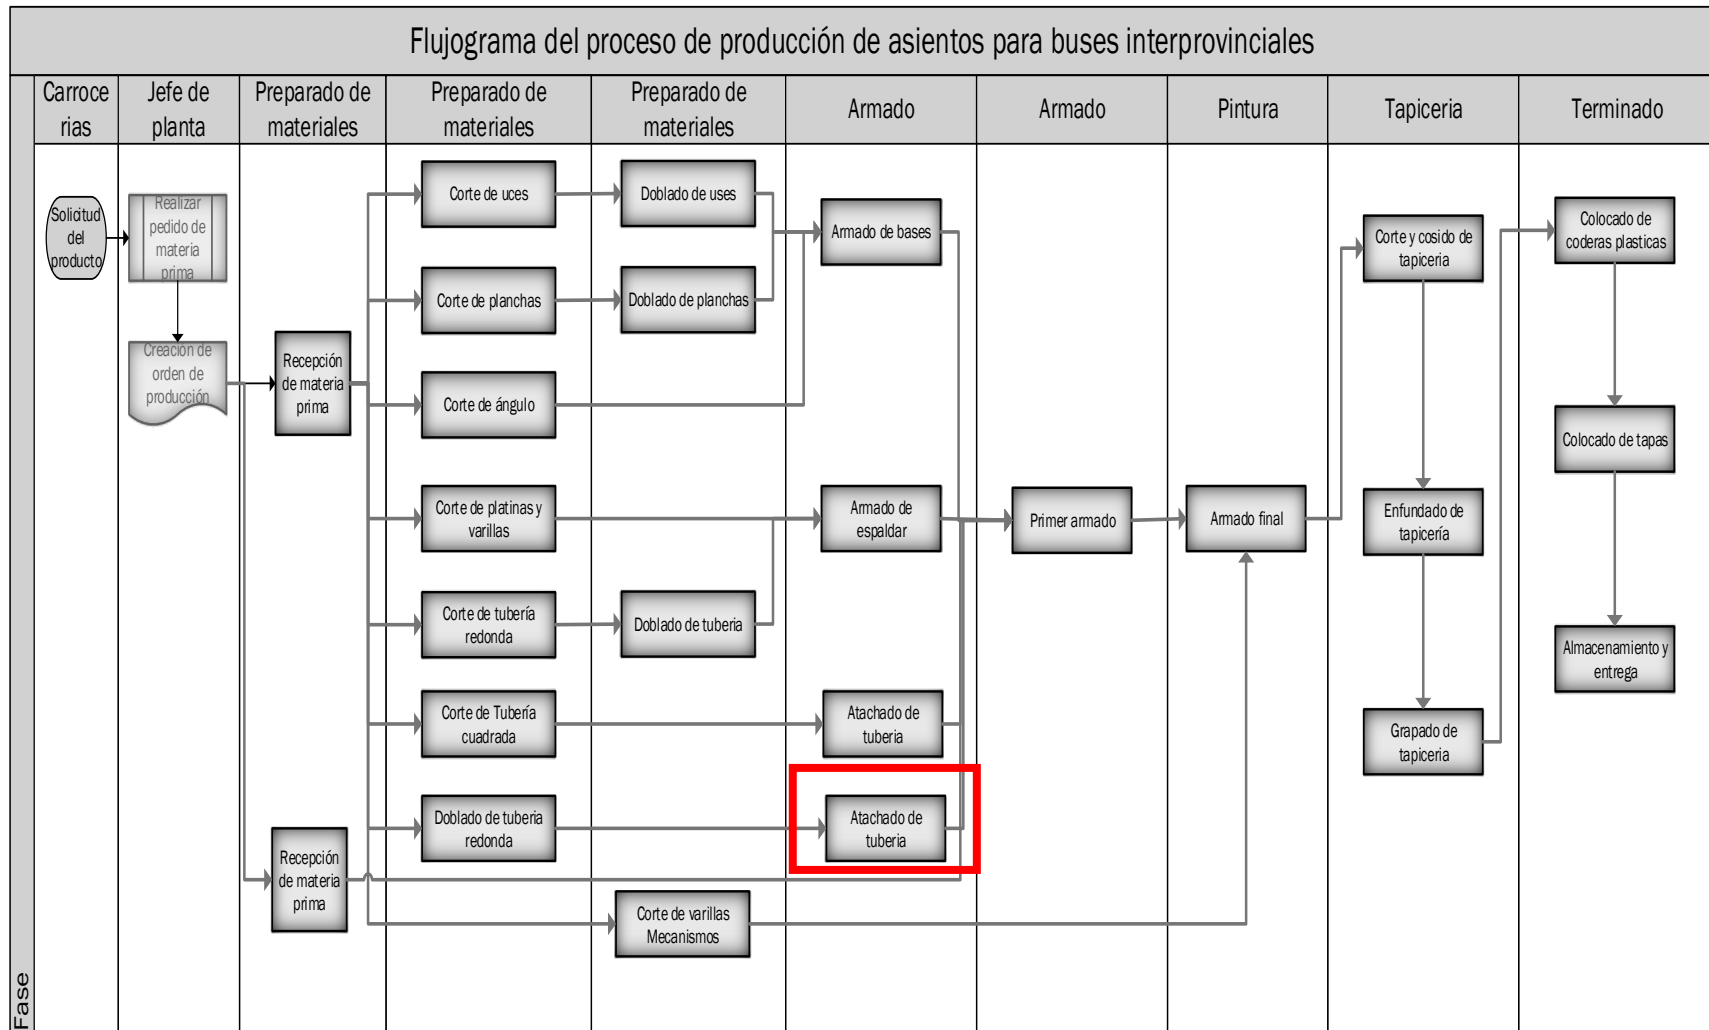 Flujograma del proceso de producción de asientos para buses interprovinciales
Fase
Carroce
rias
Jefe de
planta
Preparado de
materiales
Preparado de
materiales
Preparado de
materiales
Armado
Armado
Pintura
Tapiceria
Terminado
Solicitud
del
producto
Realizar
pedido de
materia
prima
Creación de
orden de
producción
Recepción
de materia
prima
Recepción
de materia
prima
Corte de uces
Corte de planchas
Corte de ángulo
Corte de platinas y
varillas
Corte de tubería
redonda
Corte de Tubería
cuadrada
Doblado de tuberia
redonda
Doblado de uses
Doblado de planchas
Doblado de tuberia
Corte de varillas
Mecanismos
Armado de bases
Armado de
espaldar
Atachado de
tuberia
Atachado de
tuberia
Primer armado
Armado final
Corte y cosido de
tapiceria
Enfundado de
tapicería
Grapado de
tapiceria
Colocado de
coderas plasticas
Colocado de tapas
Almacenamiento y
entrega